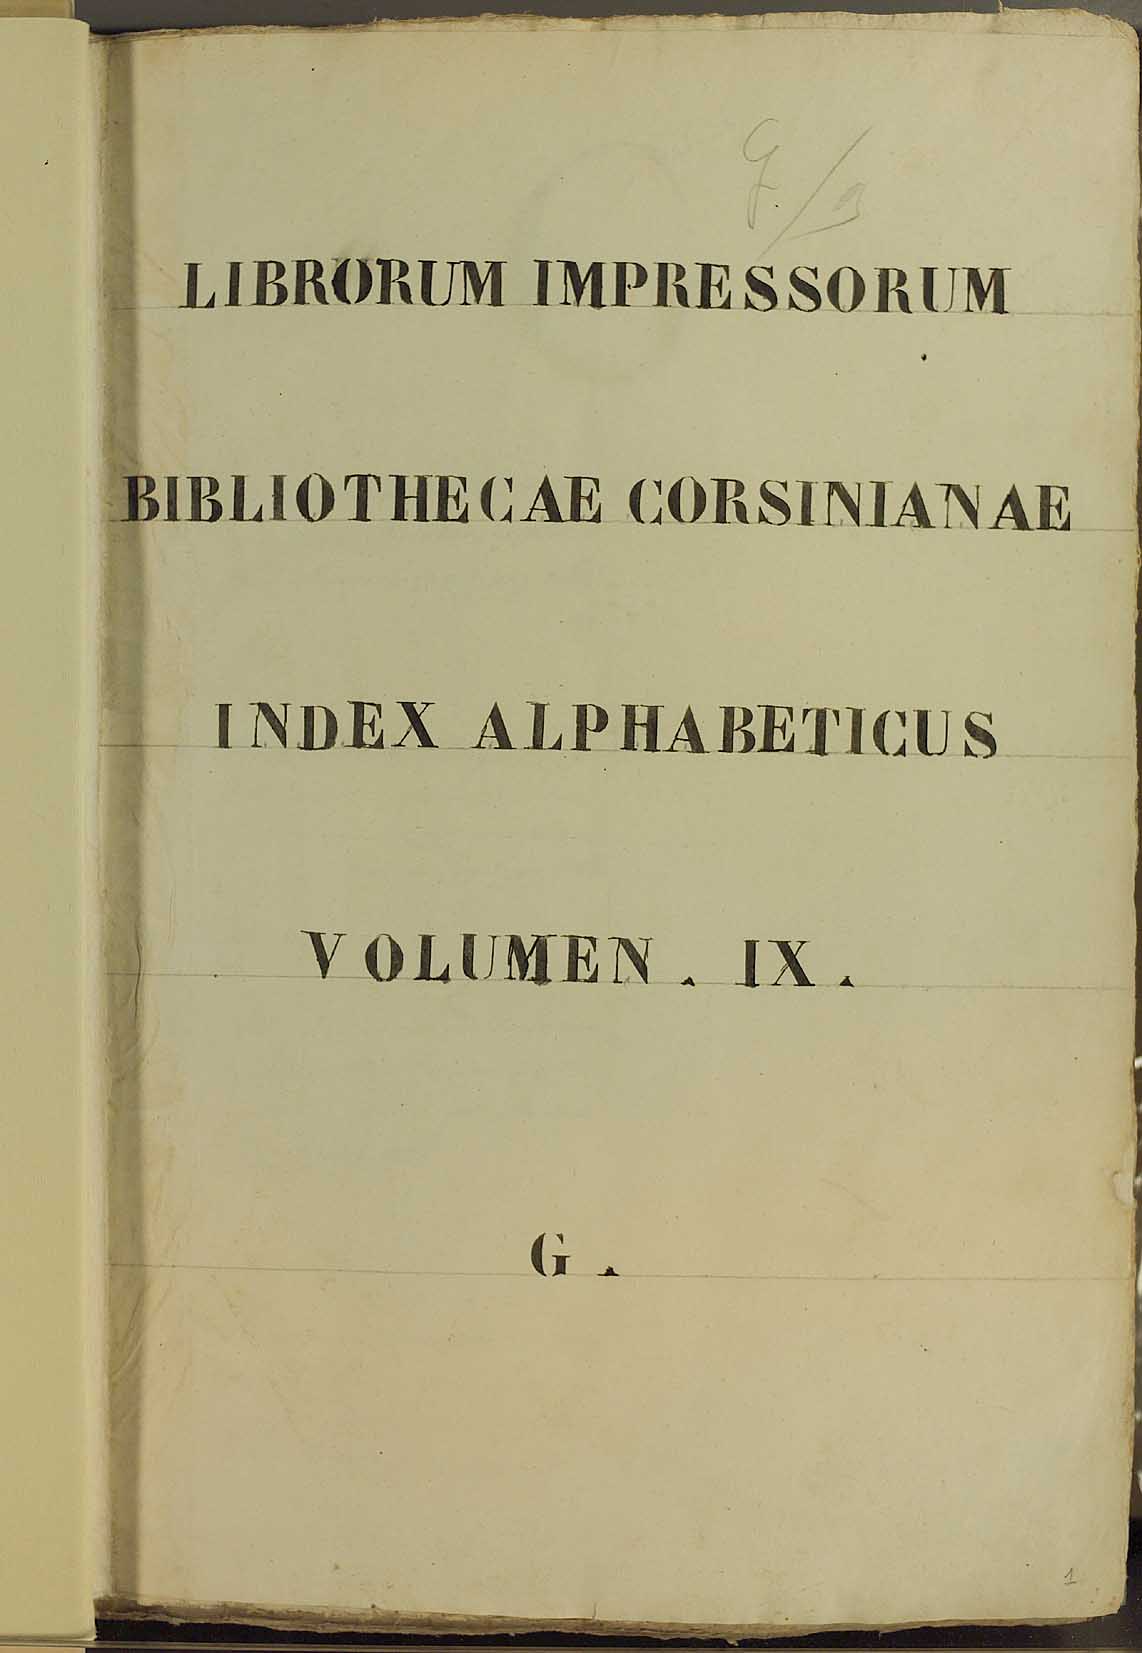 LIBRORUM IMPRESSORUM
BIBLIOTHECAE CORSINIANAE
INDEX ALPHABETICUS
VOLUMEN . IX .
G .
1